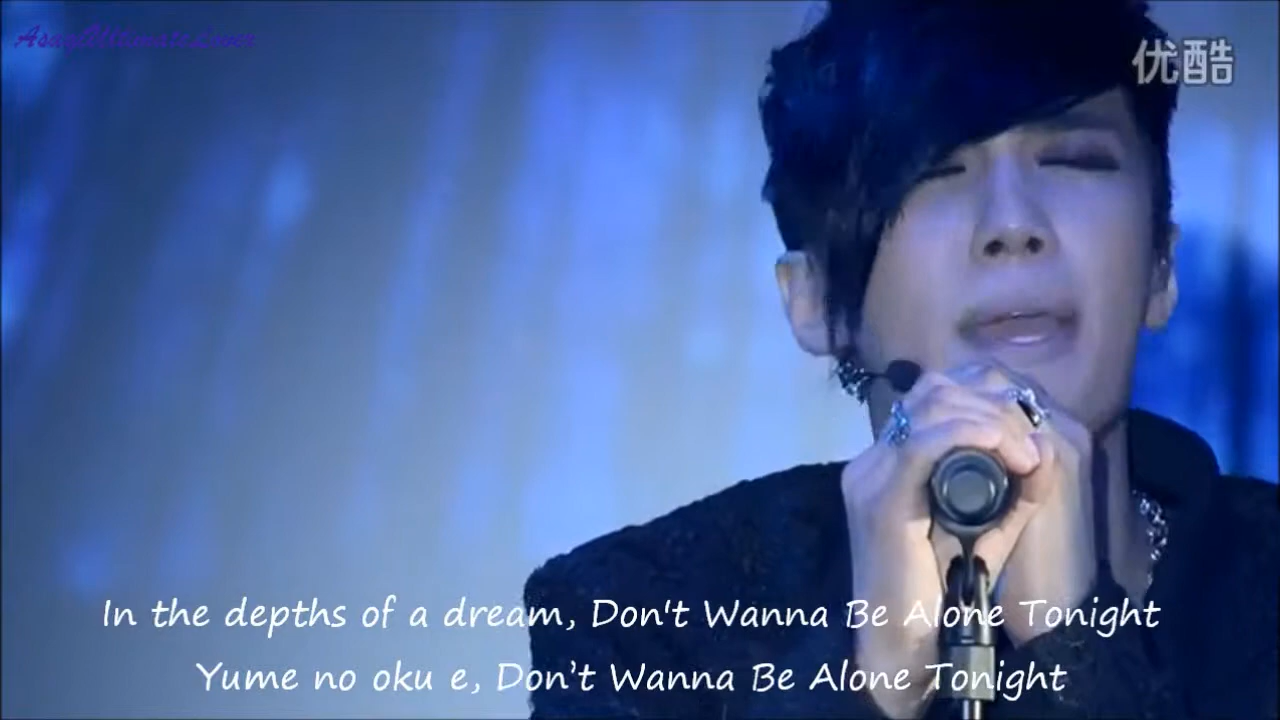 AsuqUltimateLover
优酷
In the depths of a dream, Don't Wanna Be Alone Tonight
Yume no oku e, Don't Wanna Be Alone Tonight